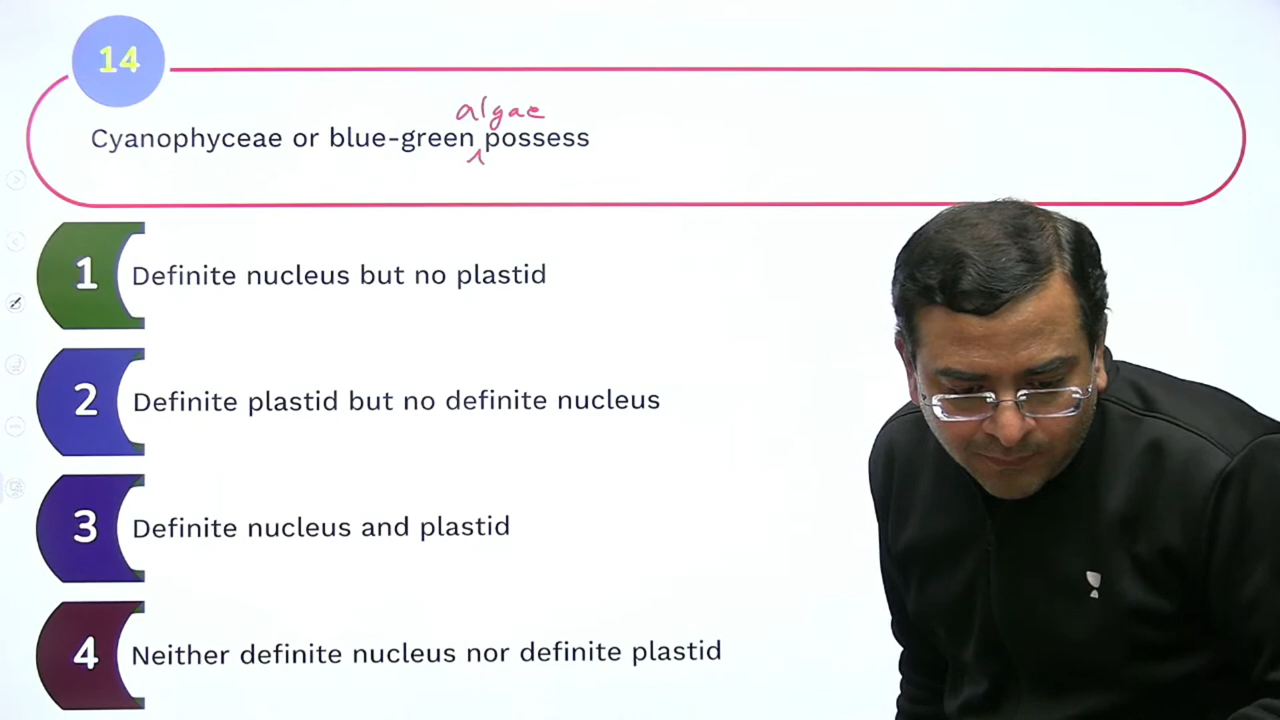 14
algae
Cyanophyceae or blue-green possess
1 Definite nucleus but no plastid
2 Definite plastid but no definite nucleus
3 Definite nucleus and plastid
4 Neither definite nucleus nor definite plastid